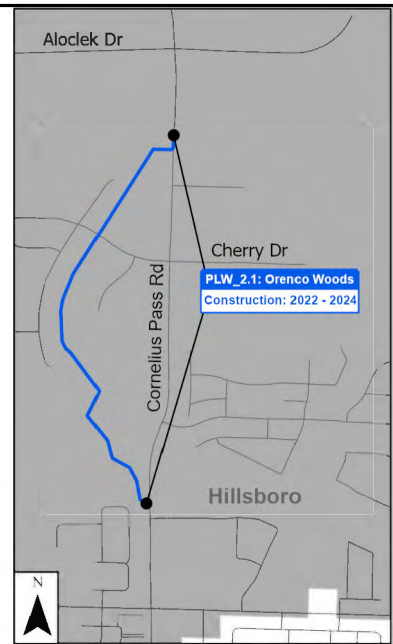 Aloclek Dr
Cherry Dr
PLW_2.1: Orenco Woods
Construction: 2022 - 2024
Cornelius Pass Rd
Hillsboro
N